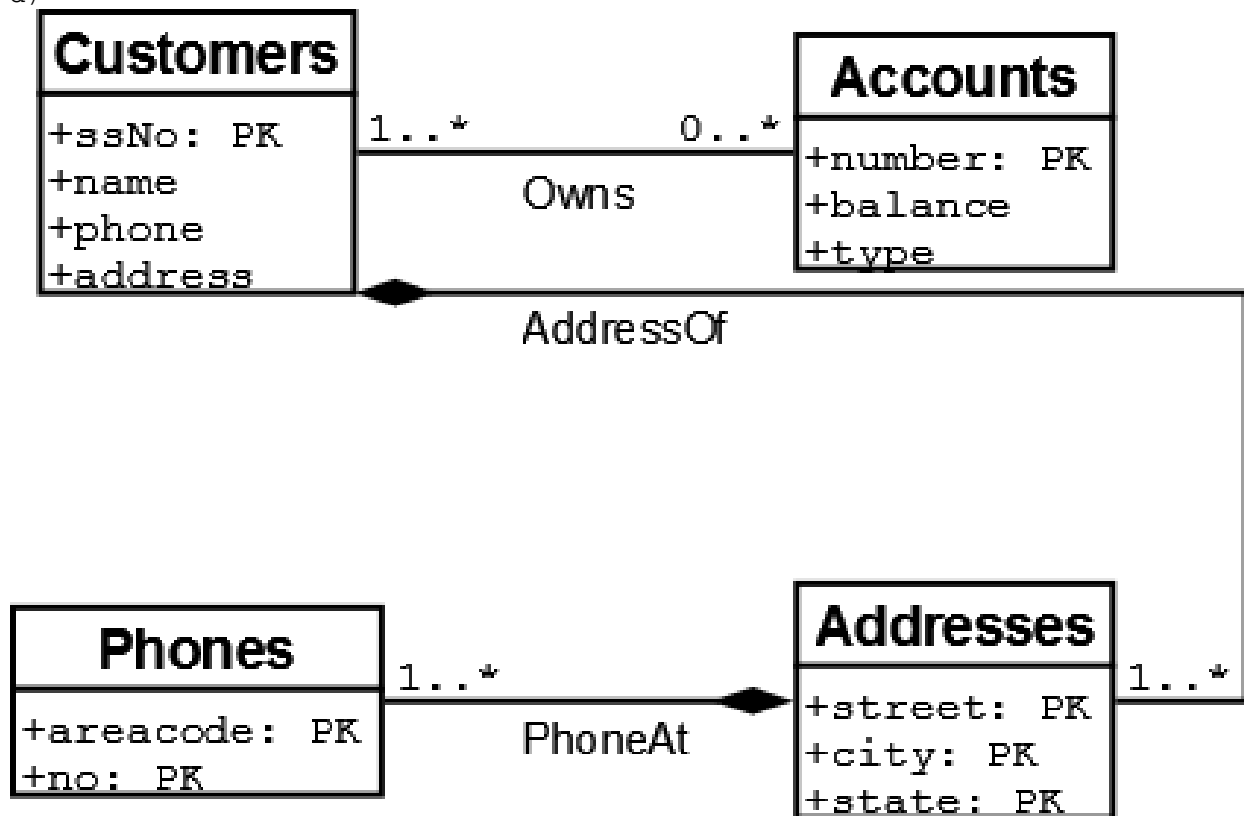 Customers
+ssNo: PK
+name
+phone
+address
1..*
0..*
Owns
Accounts
+number: PK
+balance
+type
AddressOf
Phones
+areacode: PK
+no: PK
1..*
PhoneAt
Addresses
+street: PK
+city: PK
+state: PK
1..*